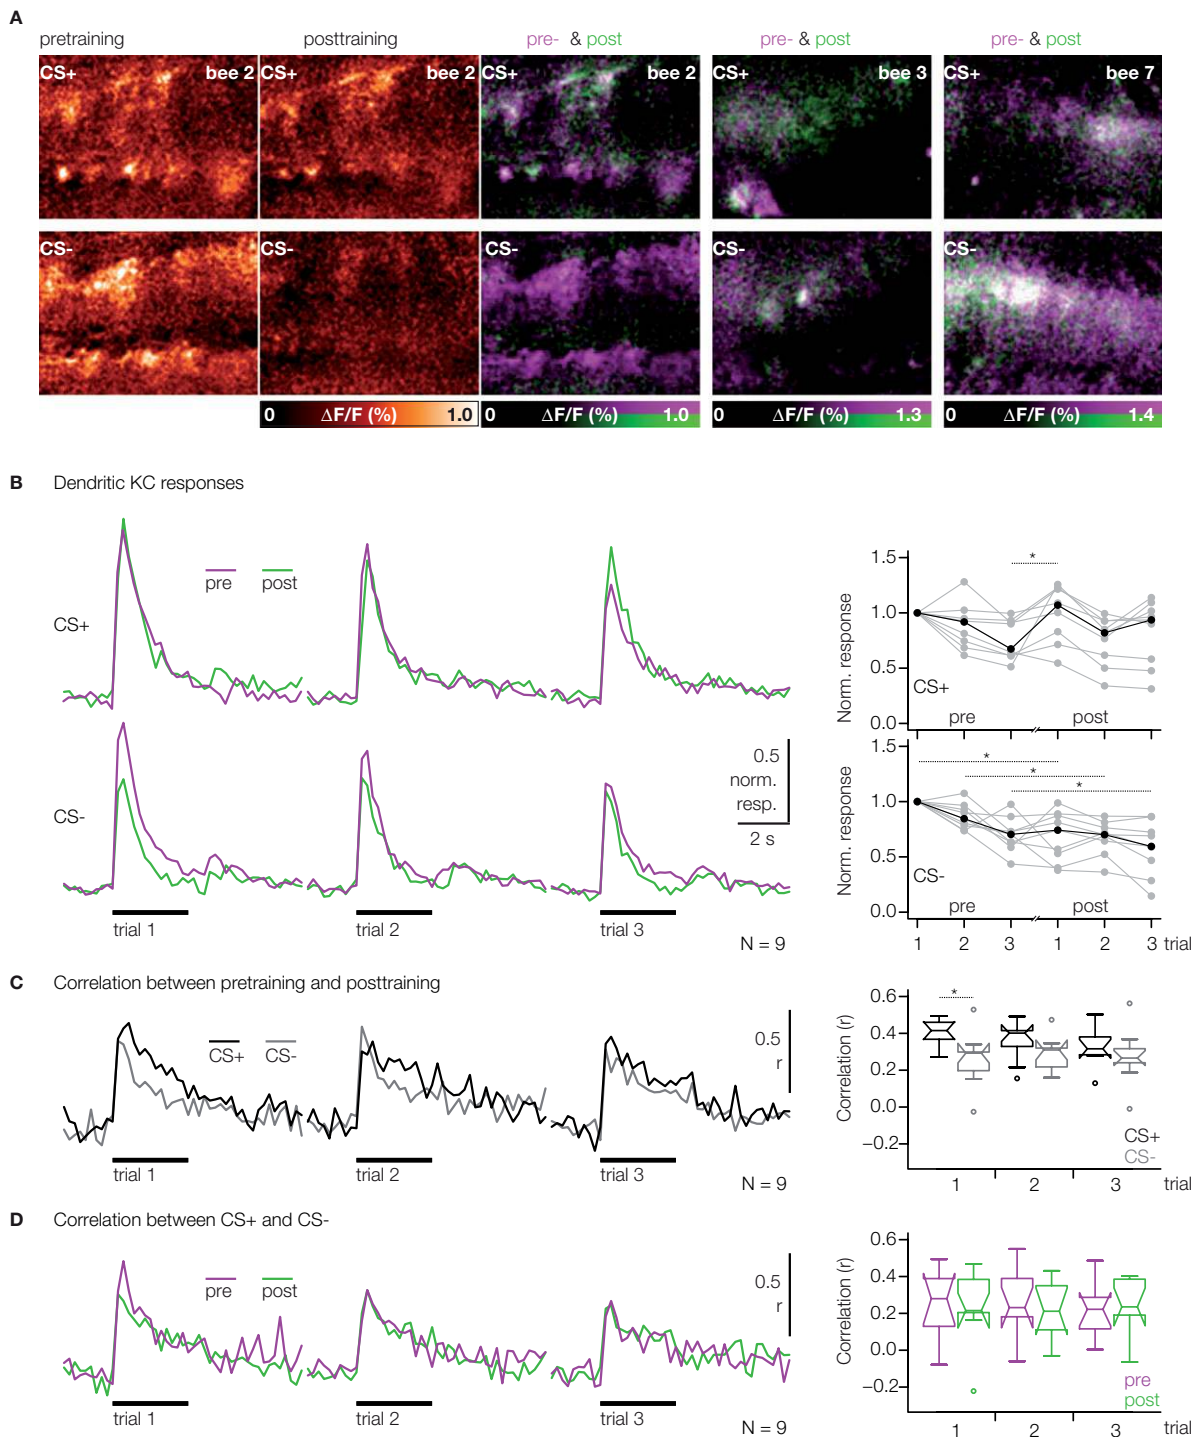 A
pretraining posttraining pre- & post pre- & post pre- & post
CS+ bee 2 CS+ bee 2 CS+ bee 2 CS+ bee 3 CS+ bee 7
CS- CS- CS- CS- CS-
0 ΔF/F (%) 1.0 0 ΔF/F (%) 1.0 0 ΔF/F (%) 1.3 0 ΔF/F (%) 1.4
B Dendritic KC responses
pre post
CS+
CS-
0.5
norm.
resp.
2 s
trial 1 trial 2 trial 3
N = 9
Norm. response
1.5
1.0
0.5
0.0
*
CS+
pre post
Norm. response
1.5
1.0
0.5
0.0
*
*
*
CS-
pre post
1 2 3 1 2 3 trial
C Correlation between pretraining and posttraining
CS+ CS-
0.5
r
trial 1 trial 2 trial 3
N = 9
Correlation (r)
0.6
0.4
0.2
0.0
−0.2
*
CS+
CS-
1 2 3 trial
D Correlation between CS+ and CS-
pre post
0.5
r
trial 1 trial 2 trial 3
N = 9
Correlation (r)
0.6
0.4
0.2
0.0
−0.2
pre
post
1 2 3 trial